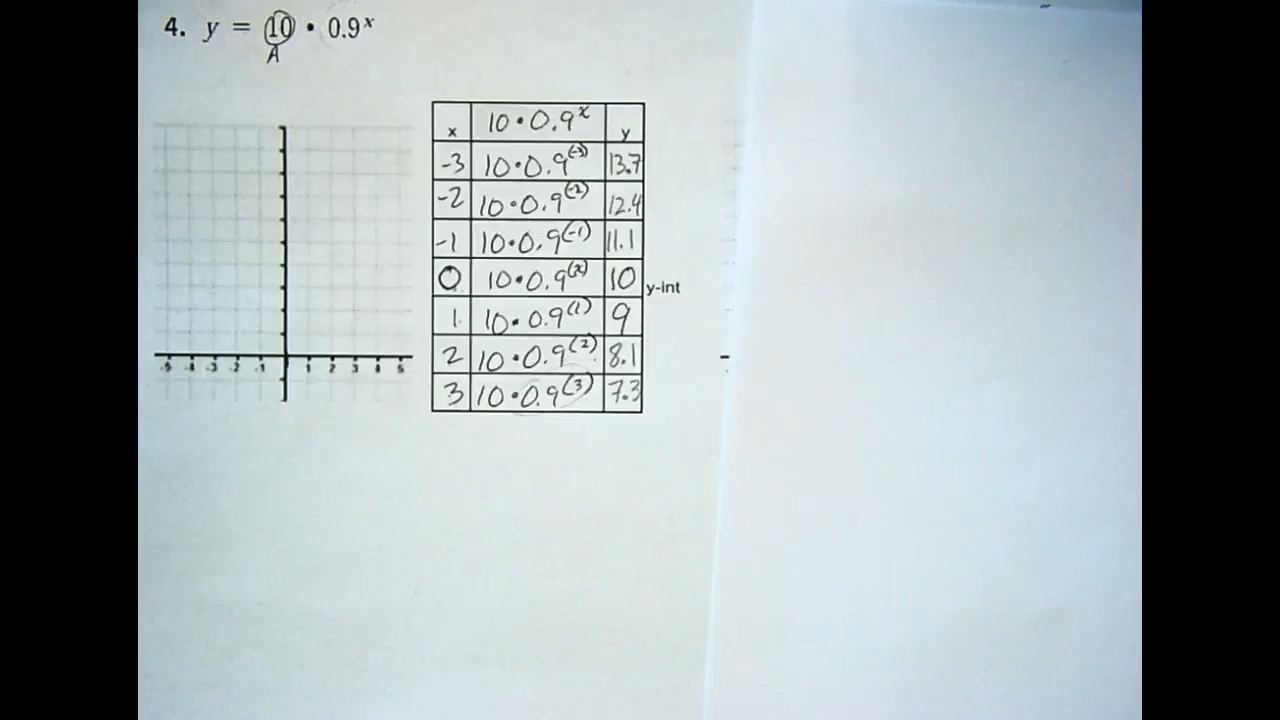 4. y = 10 • 0.9ˣ
A
x 10•0.9ˣ y
-3 10•0.9⁽⁻³⁾ 13.7
-2 10•0.9⁽⁻²⁾ 12.4
-1 10•0.9⁽⁻¹⁾ 11.1
0 10•0.9⁽ˣ⁾ 10 y-int
1 10•0.9⁽¹⁾ 9
2 10•0.9⁽²⁾ 8.1
3 10•0.9⁽³⁾ 7.3
-5 -4 -3 -2 -1 1 2 3 4 5